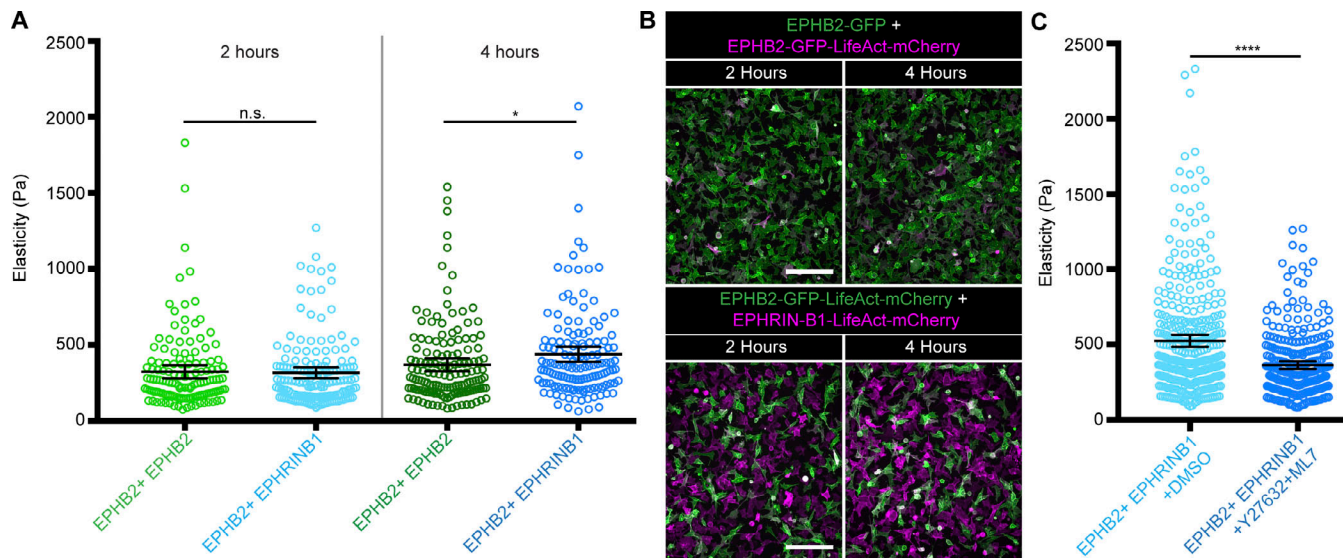 A
2500
2000
1500
1000
500
0
Elasticity (Pa)
2 hours
4 hours
n.s.
*
EPHB2+ EPHB2
EPHB2+ EPHRINB1
EPHB2+ EPHB2
EPHB2+ EPHRINB1
B
EPHB2-GFP +
EPHB2-GFP-LifeAct-mCherry
2 Hours
4 Hours
EPHB2-GFP-LifeAct-mCherry +
EPHRIN-B1-LifeAct-mCherry
2 Hours
4 Hours
C
2500
2000
1500
1000
500
0
Elasticity (Pa)
****
EPHB2+ EPHRINB1
+DMSO
EPHB2+ EPHRINB1
+Y27632+ML7